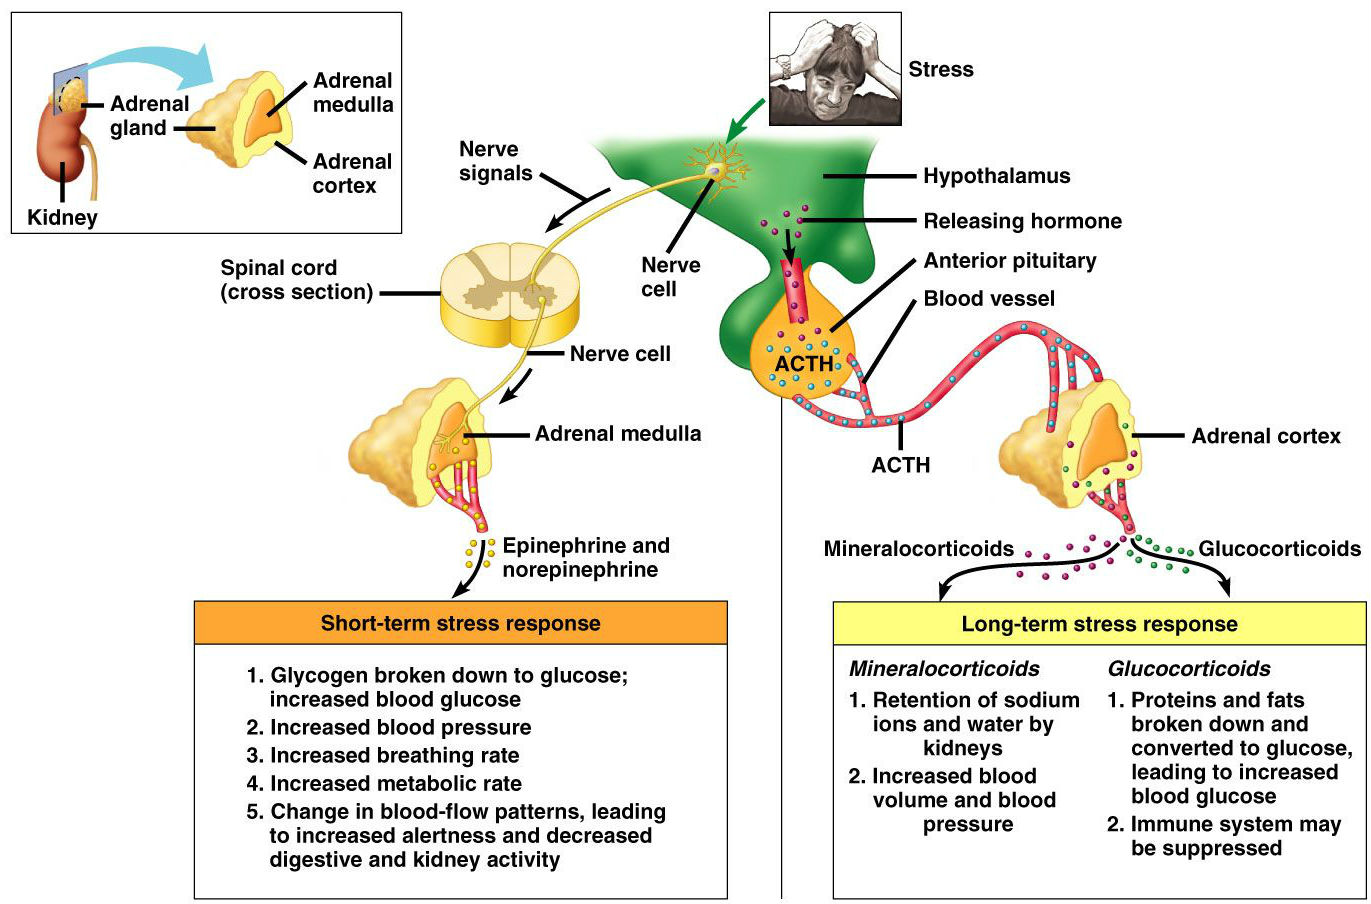 Adrenal
medulla
Adrenal
gland
Adrenal
cortex
Kidney
Stress
Nerve
signals
Hypothalamus
Releasing hormone
Nerve
cell
Anterior pituitary
Spinal cord
(cross section)
Blood vessel
Nerve cell
ACTH
Adrenal medulla
Adrenal cortex
ACTH
Epinephrine and
norepinephrine
Mineralocorticoids
Glucocorticoids
Short-term stress response
1. Glycogen broken down to glucose;
increased blood glucose
2. Increased blood pressure
3. Increased breathing rate
4. Increased metabolic rate
5. Change in blood-flow patterns, leading
to increased alertness and decreased
digestive and kidney activity
Long-term stress response
Mineralocorticoids
1. Retention of sodium
ions and water by
kidneys
2. Increased blood
volume and blood
pressure
Glucocorticoids
1. Proteins and fats
broken down and
converted to glucose,
leading to increased
blood glucose
2. Immune system may
be suppressed